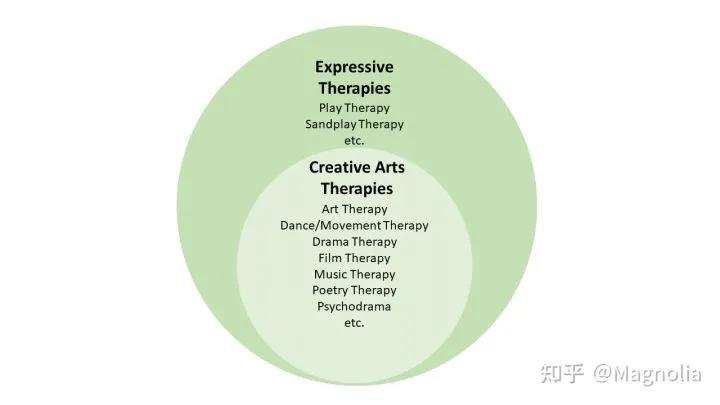 Expressive
Therapies
Play Therapy
Sandplay Therapy
etc.
Creative Arts
Therapies
Art Therapy
Dance/Movement Therapy
Drama Therapy
Film Therapy
Music Therapy
Poetry Therapy
Psychodrama
etc.
知乎 @Magnolia